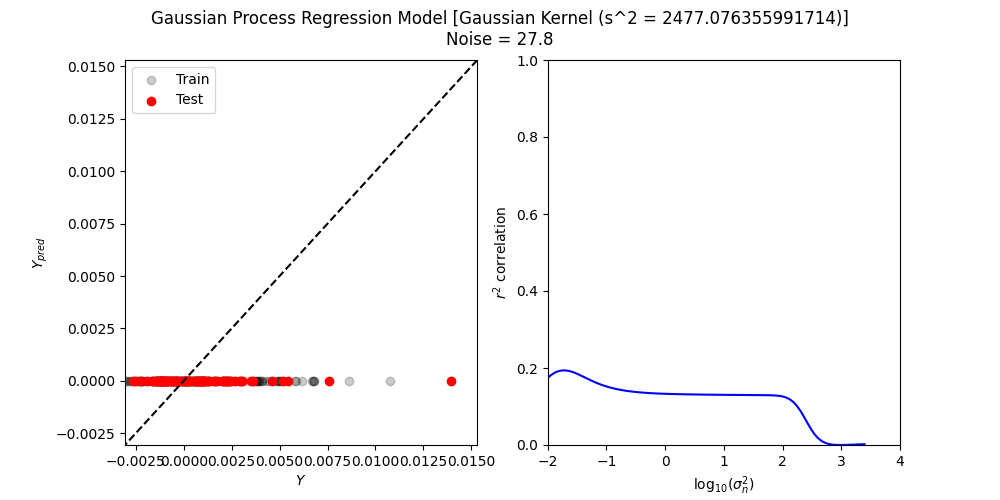 Gaussian Process Regression Model [Gaussian Kernel (s^2 = 2477.076355991714)]
Noise = 27.8
Train
Test
0.0150
0.0125
0.0100
0.0075
0.0050
0.0025
0.0000
−0.0025
Y_pred
−0.0025 0.0000 0.0025 0.0050 0.0075 0.0100 0.0125 0.0150
Y
1.0
0.8
0.6
0.4
0.2
0.0
r² correlation
−2 −1 0 1 2 3 4
log₁₀(σₙ²)